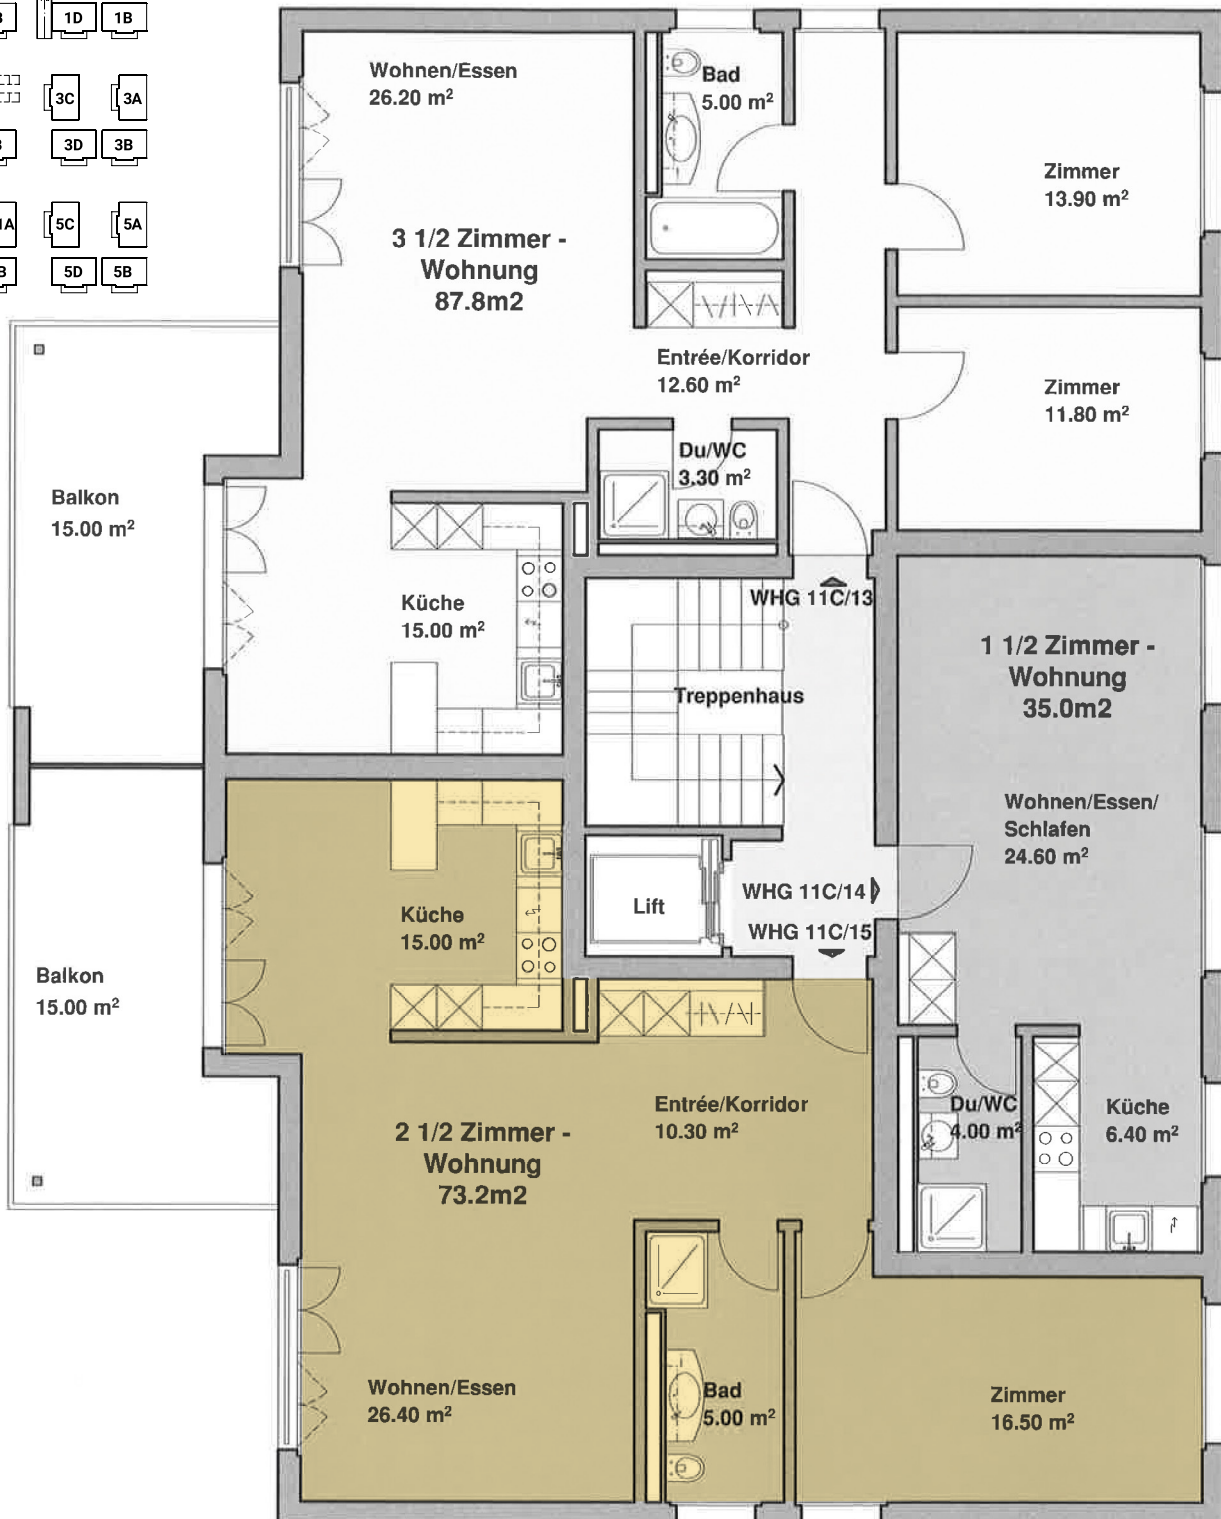 1D 1B
3C 3A
3D 3B
5C 5A
5D 5B
Wohnen/Essen
26.20 m²
Bad
5.00 m²
Zimmer
13.90 m²
3 1/2 Zimmer -
Wohnung
87.8m2
Entrée/Korridor
12.60 m²
Zimmer
11.80 m²
Du/WC
3.30 m²
Balkon
15.00 m²
Küche
15.00 m²
WHG 11C/13
Treppenhaus
1 1/2 Zimmer -
Wohnung
35.0m2
Wohnen/Essen/
Schlafen
24.60 m²
Lift
WHG 11C/14
WHG 11C/15
Küche
15.00 m²
Balkon
15.00 m²
Entrée/Korridor
10.30 m²
Du/WC
4.00 m²
Küche
6.40 m²
2 1/2 Zimmer -
Wohnung
73.2m2
Wohnen/Essen
26.40 m²
Bad
5.00 m²
Zimmer
16.50 m²